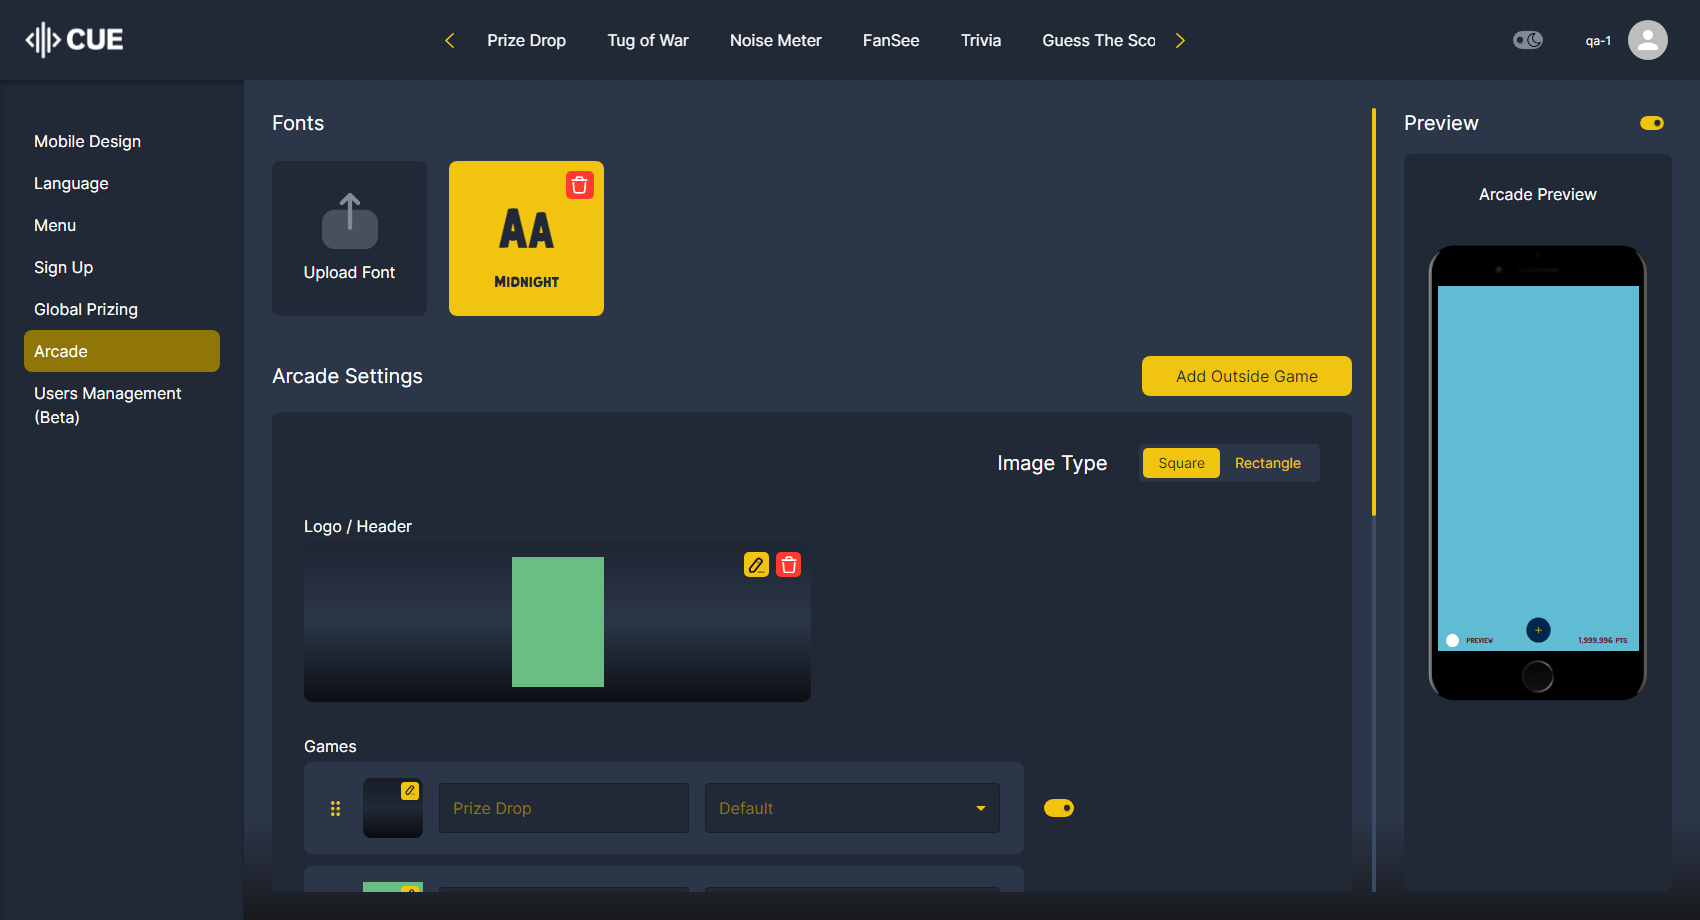 CUE
Prize Drop
Tug of War
Noise Meter
FanSee
Trivia
Guess The Sco
qa-1
Mobile Design
Language
Menu
Sign Up
Global Prizing
Arcade
Users Management
(Beta)
Fonts
Upload Font
AA
MIDNIGHT
Arcade Settings
Add Outside Game
Image Type
Square
Rectangle
Logo / Header
Games
Prize Drop
Default
Preview
Arcade Preview
PREVIEW
1,999,996 PTS.